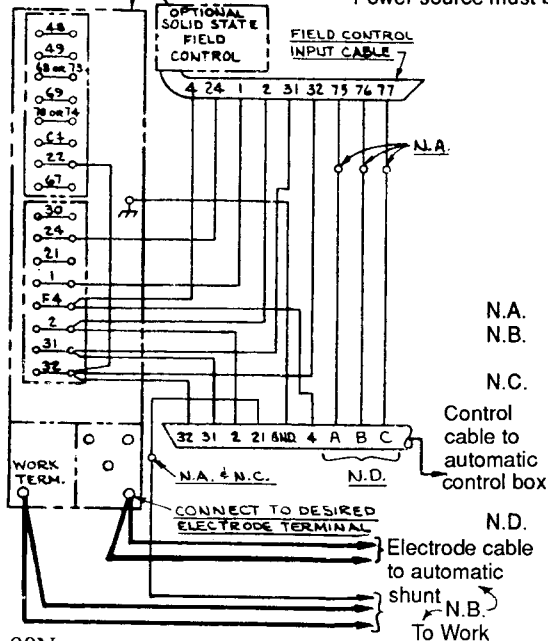 Power source must b
OPTIONAL
SOLID STATE
FIELD
CONTROL
FIELD CONTROL
INPUT CABLE
4 24 1 2 31 32 75 76 77
N.A.
48
49
68 OR 73
69
70 OR 74
67
22
67
30
24
21
1
F4
2
31
32
N.A.
N.B.
N.C.
32 31 2 21 GND. 4 A B C
Control
cable to
automatic
control box
N.A. & N.C.
N.D.
N.D.
WORK
TERM.
CONNECT TO DESIRED
ELECTRODE TERMINAL
Electrode cable
to automatic
shunt
N.B.
To Work